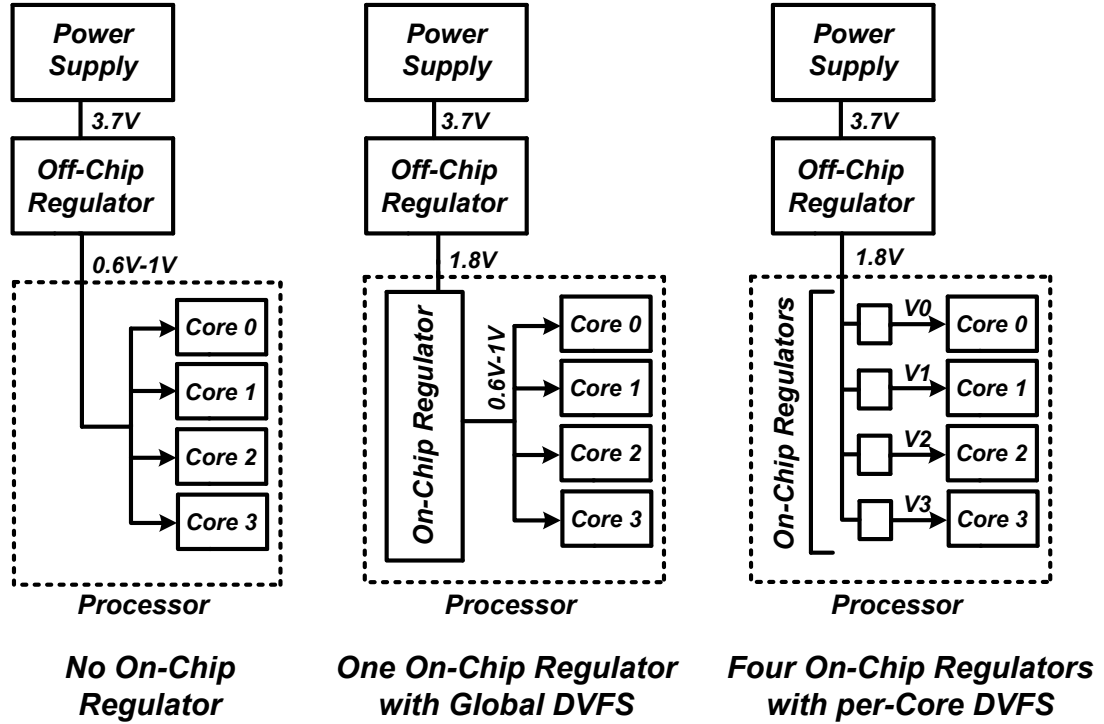 Power
Supply
3.7V
Off-Chip
Regulator
0.6V-1V
Core 0
Core 1
Core 2
Core 3
Processor
No On-Chip
Regulator
Power
Supply
3.7V
Off-Chip
Regulator
1.8V
On-Chip Regulator
0.6V-1V
Core 0
Core 1
Core 2
Core 3
Processor
One On-Chip Regulator
with Global DVFS
Power
Supply
3.7V
Off-Chip
Regulator
1.8V
On-Chip Regulators
V0
Core 0
V1
Core 1
V2
Core 2
V3
Core 3
Processor
Four On-Chip Regulators
with per-Core DVFS